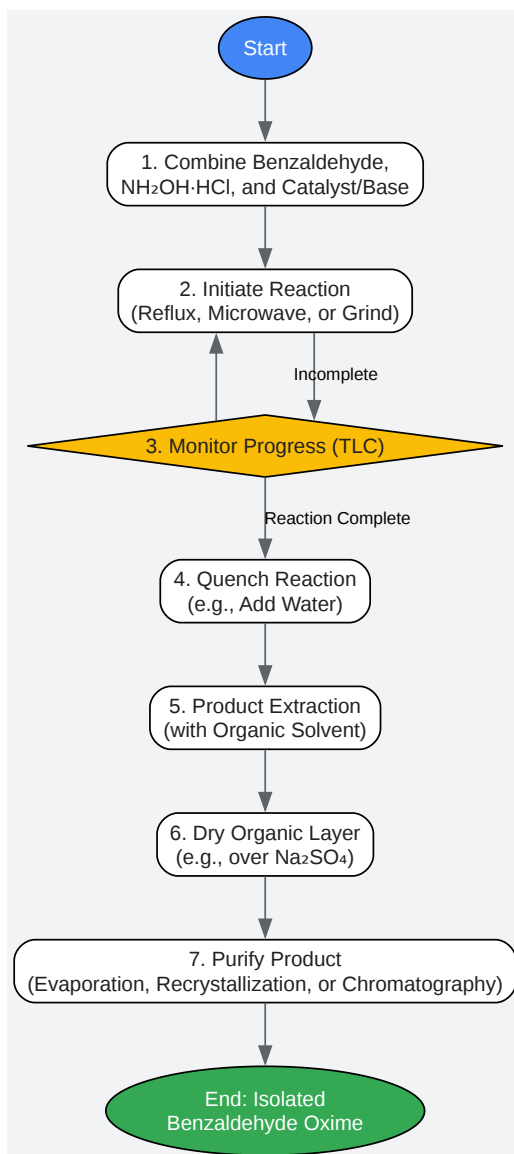 Start
1. Combine Benzaldehyde,
NH₂OH·HCl, and Catalyst/Base
2. Initiate Reaction
(Reflux, Microwave, or Grind)
Incomplete
3. Monitor Progress (TLC)
Reaction Complete
4. Quench Reaction
(e.g., Add Water)
5. Product Extraction
(with Organic Solvent)
6. Dry Organic Layer
(e.g., over Na₂SO₄)
7. Purify Product
(Evaporation, Recrystallization, or Chromatography)
End: Isolated
Benzaldehyde Oxime